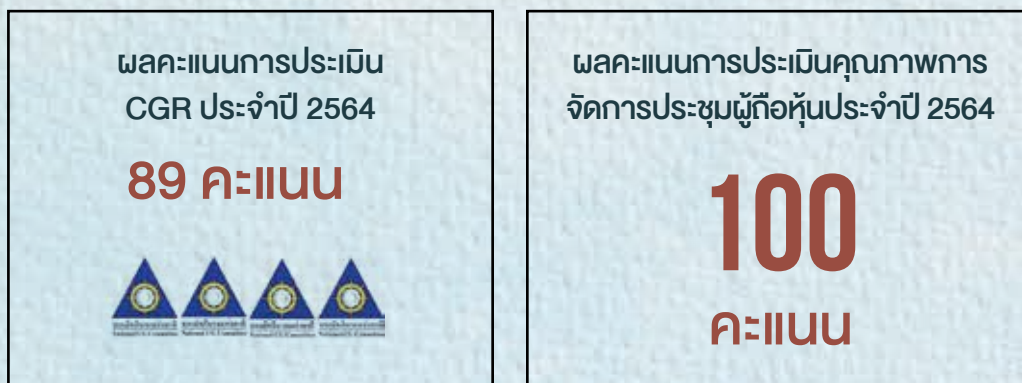 ผลคะแนนการประเมิน
CGR ประจำปี 2564
89 คะแนน
ผลคะแนนการประเมินคุณภาพการ
จัดการประชุมผู้ถือหุ้นประจำปี 2564
100
คะแนน